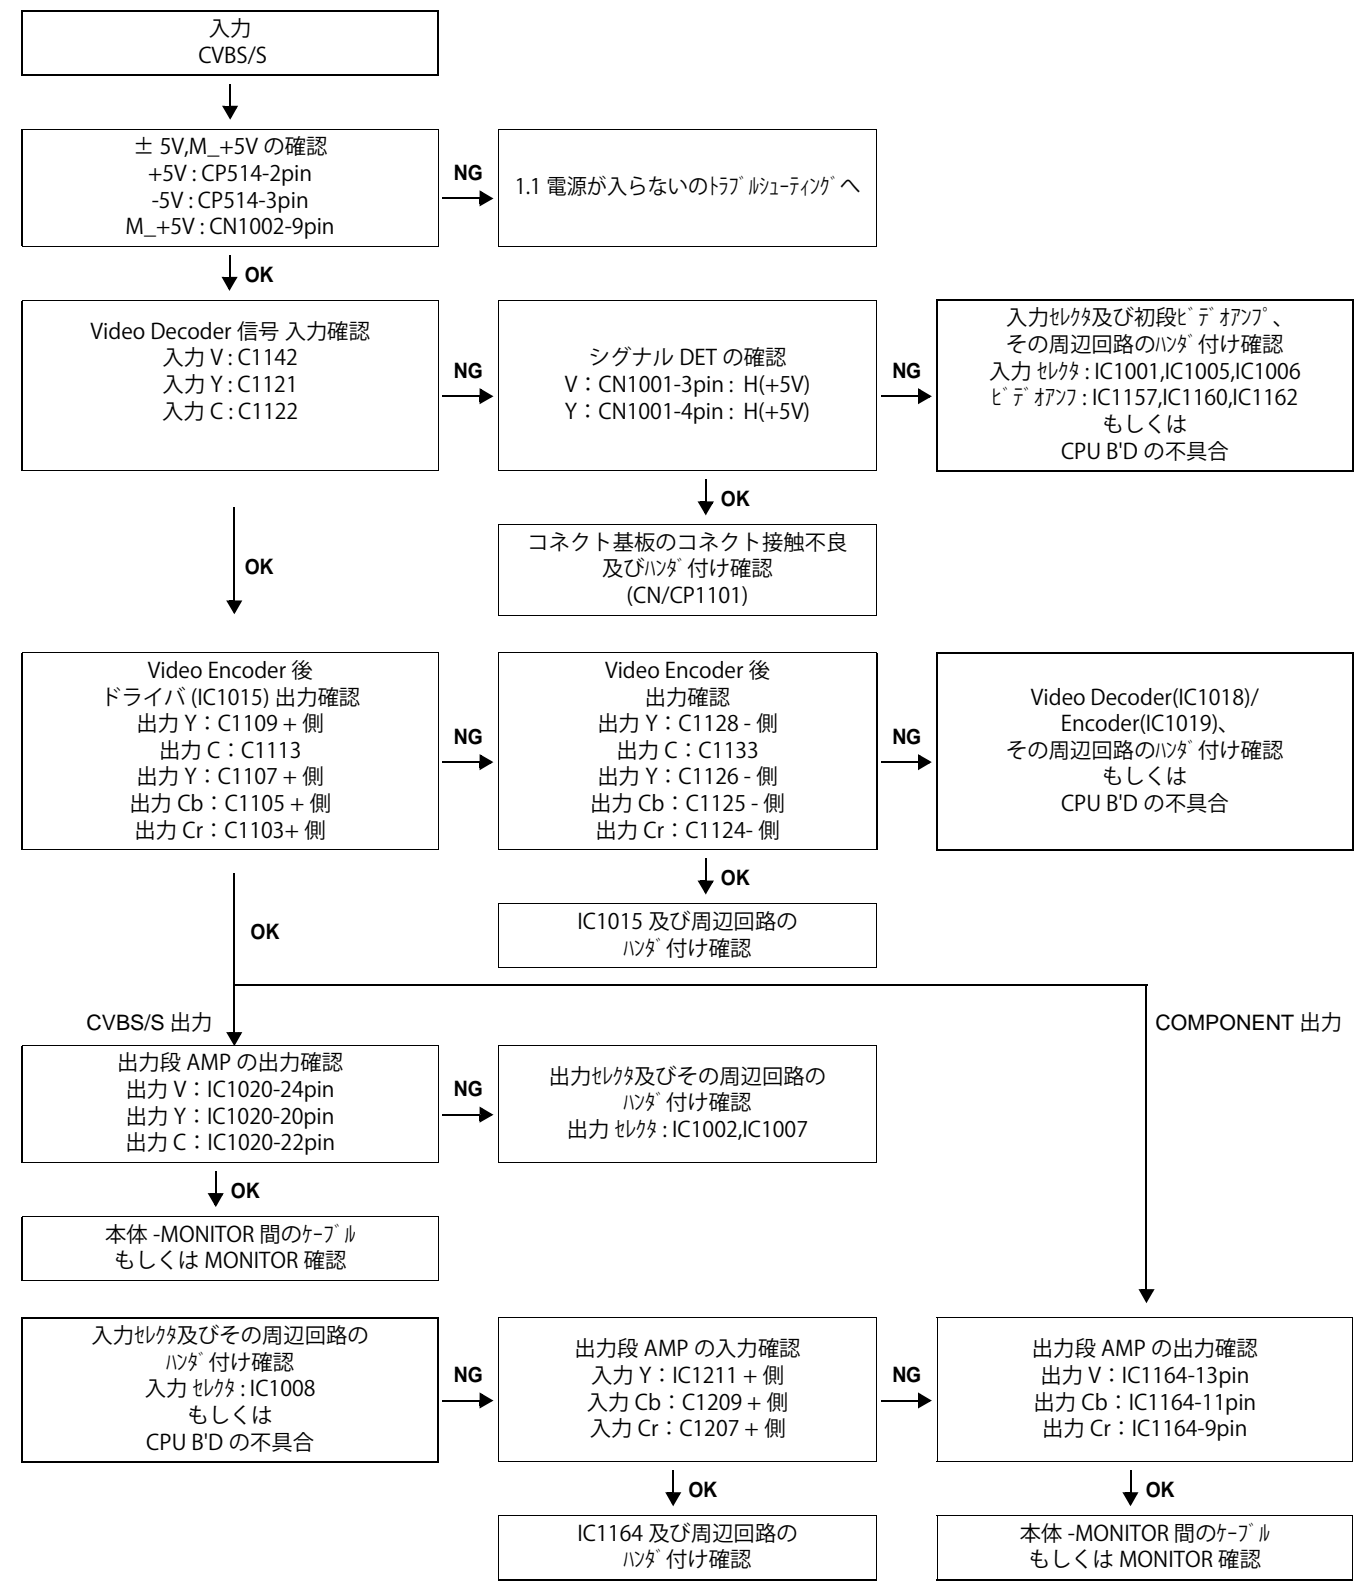 入力
CVBS/S
± 5V,M_+5V の確認
+5V : CP514-2pin
-5V : CP514-3pin
M_+5V : CN1002-9pin
NG
1.1 電源が入らないのﾄﾗﾌﾞﾙｼｭｰﾃｨﾝｸﾞへ
OK
Video Decoder 信号 入力確認
入力 V : C1142
入力 Y : C1121
入力 C : C1122
NG
シグナル DET の確認
V：CN1001-3pin : H(+5V)
Y：CN1001-4pin : H(+5V)
NG
入力ｾﾚｸﾀ及び初段ﾋﾞﾃﾞｵｱﾝﾌﾟ、
その周辺回路のﾊﾝﾀﾞ付け確認
入力 ｾﾚｸﾀ : IC1001,IC1005,IC1006
ﾋﾞﾃﾞｵｱﾝﾌ : IC1157,IC1160,IC1162
もしくは
CPU B'D の不具合
OK
OK
コネクト基板のコネクト接触不良
及びﾊﾝﾀﾞ付け確認
(CN/CP1101)
Video Encoder 後
ドライバ (IC1015) 出力確認
出力 Y：C1109 + 側
出力 C：C1113
出力 Y：C1107 + 側
出力 Cb：C1105 + 側
出力 Cr：C1103+ 側
NG
Video Encoder 後
出力確認
出力 Y：C1128 - 側
出力 C：C1133
出力 Y：C1126 - 側
出力 Cb：C1125 - 側
出力 Cr：C1124- 側
NG
Video Decoder(IC1018)/
Encoder(IC1019)、
その周辺回路のﾊﾝﾀﾞ付け確認
もしくは
CPU B'D の不具合
OK
OK
IC1015 及び周辺回路の
ﾊﾝﾀﾞ付け確認
CVBS/S 出力
COMPONENT 出力
出力段 AMP の出力確認
出力 V：IC1020-24pin
出力 Y：IC1020-20pin
出力 C：IC1020-22pin
NG
出力ｾﾚｸﾀ及びその周辺回路の
ﾊﾝﾀﾞ付け確認
出力 ｾﾚｸﾀ : IC1002,IC1007
OK
本体 -MONITOR 間のｹｰﾌﾞﾙ
もしくは MONITOR 確認
入力ｾﾚｸﾀ及びその周辺回路の
ﾊﾝﾀﾞ付け確認
入力 ｾﾚｸﾀ : IC1008
もしくは
CPU B'D の不具合
NG
出力段 AMP の入力確認
入力 Y：IC1211 + 側
入力 Cb：C1209 + 側
入力 Cr：C1207 + 側
NG
出力段 AMP の出力確認
出力 V：IC1164-13pin
出力 Cb：IC1164-11pin
出力 Cr：IC1164-9pin
OK
OK
IC1164 及び周辺回路の
ﾊﾝﾀﾞ付け確認
本体 -MONITOR 間のｹｰﾌﾞﾙ
もしくは MONITOR 確認